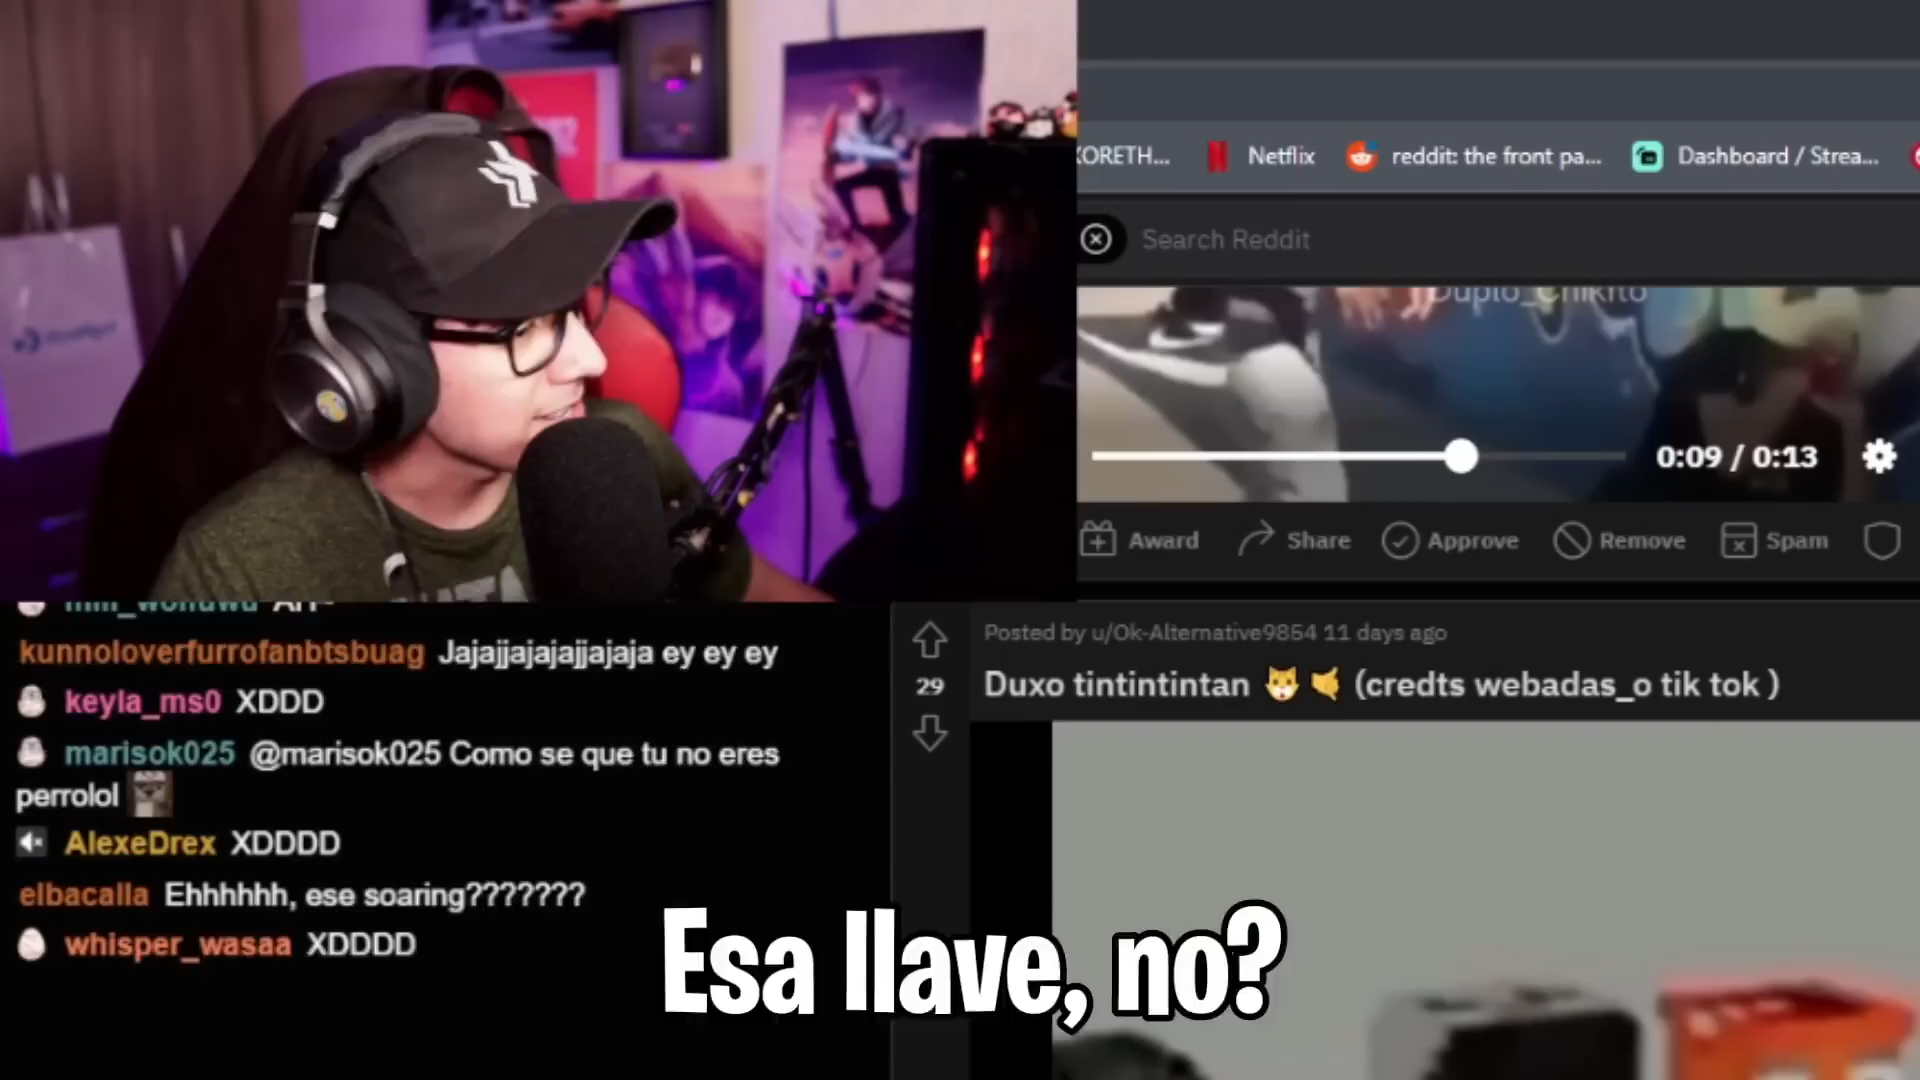 KORETH... Netflix reddit: the front pa... Dashboard / Strea...
Search Reddit
Duplo_Chikito
0:09 / 0:13
Award Share Approve Remove Spam
kunnoloverfurrofanbtsbuag Jajajjajajajjajaja ey ey ey
keyla_ms0 XDDD
marisok025 @marisok025 Como se que tu no eres
perrolol
AlexeDrex XDDDD
elbacalla Ehhhhhh, ese soaring???????
whisper_wasaa XDDDD
Posted by u/Ok-Alternative9854 11 days ago
29
Duxo tintintintan 🐱 🤙 (credts webadas_o tik tok )
Esa llave, no?